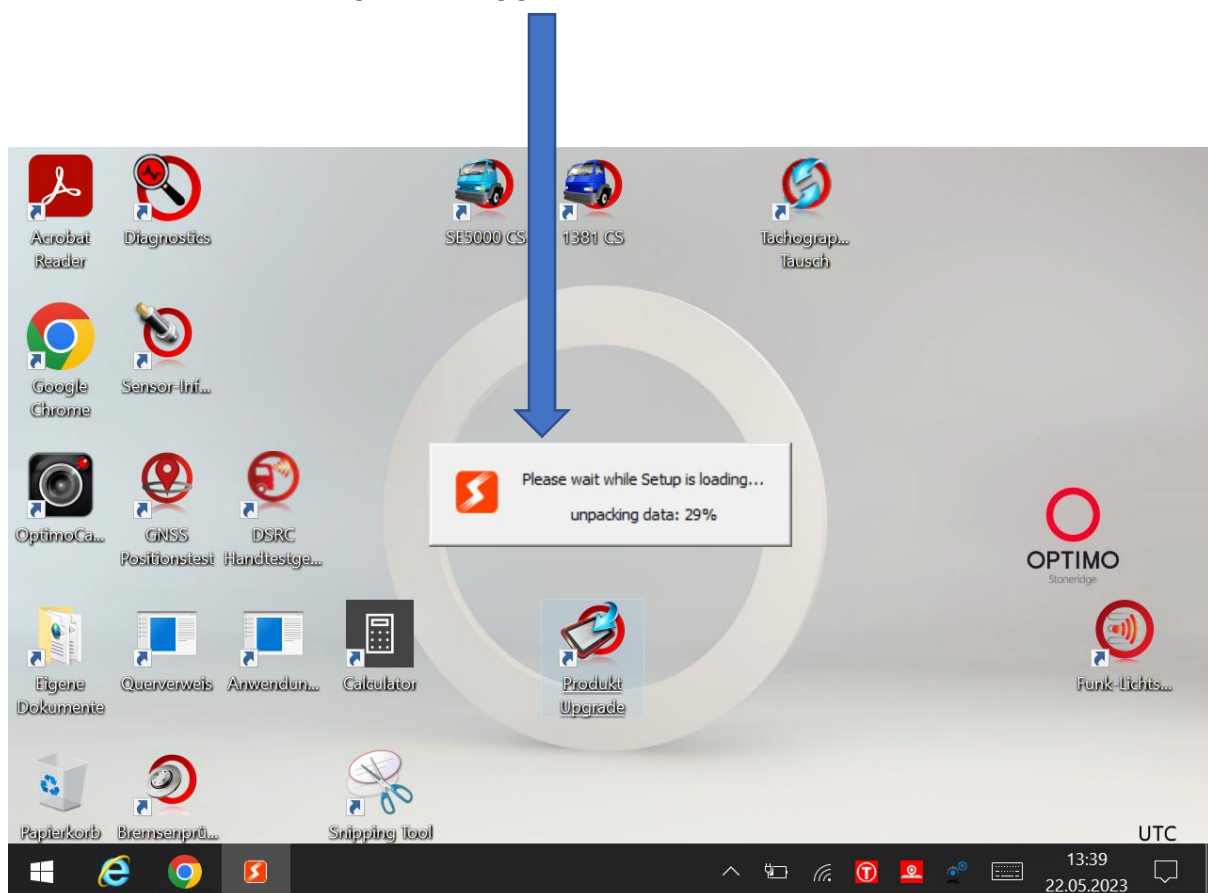 Acrobat
Reader
Diagnostics
SE5000 CS
1381 CS
Tachograp...
Tausch
Google
Chrome
Sensor-Inf...
Please wait while Setup is loading...
unpacking data: 29%
OptimoCa...
GNSS
Positionstest
DSRC
Handtestge...
OPTIMO
Stoneridge
Eigene
Dokumente
Querverweis
Anwendun...
Calculator
Produkt
Upgrade
Funk-Lichts...
Papierkorb
Bremsenprü...
Snipping Tool
UTC
13:39
22.05.2023